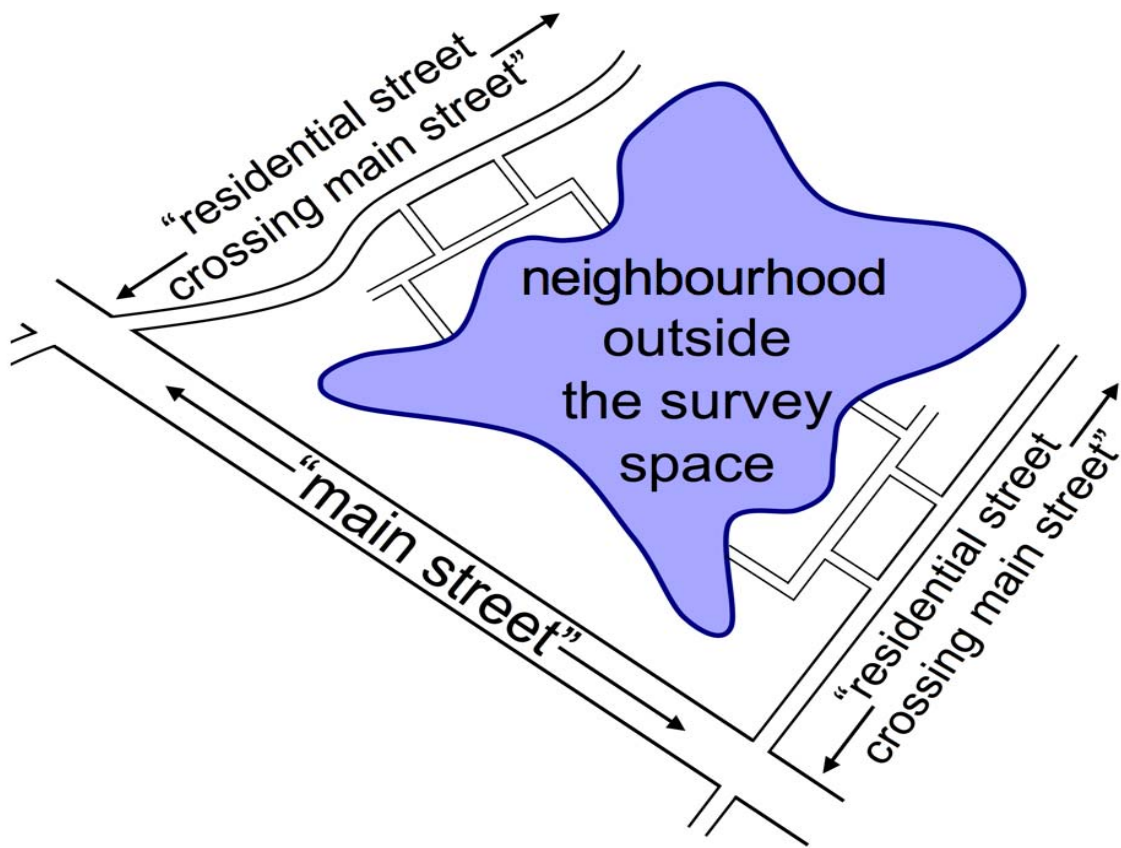 “residential street
crossing main street”
neighbourhood
outside
the survey
space
“main street”
“residential street
crossing main street”